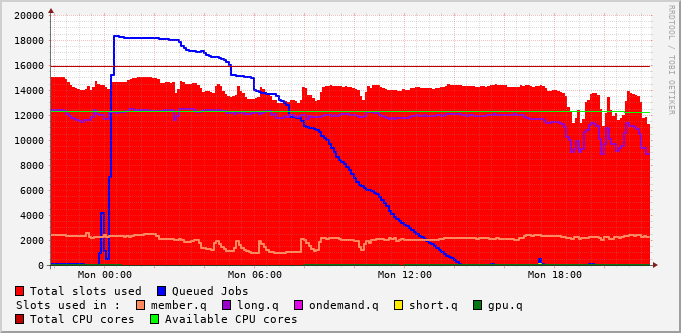 20000
18000
16000
14000
12000
10000
8000
6000
4000
2000
0
Mon 00:00 Mon 06:00 Mon 12:00 Mon 18:00
RRDTOOL / TOBI OETIKER
Total slots used Queued Jobs
Slots used in : member.q long.q ondemand.q short.q gpu.q
Total CPU cores Available CPU cores